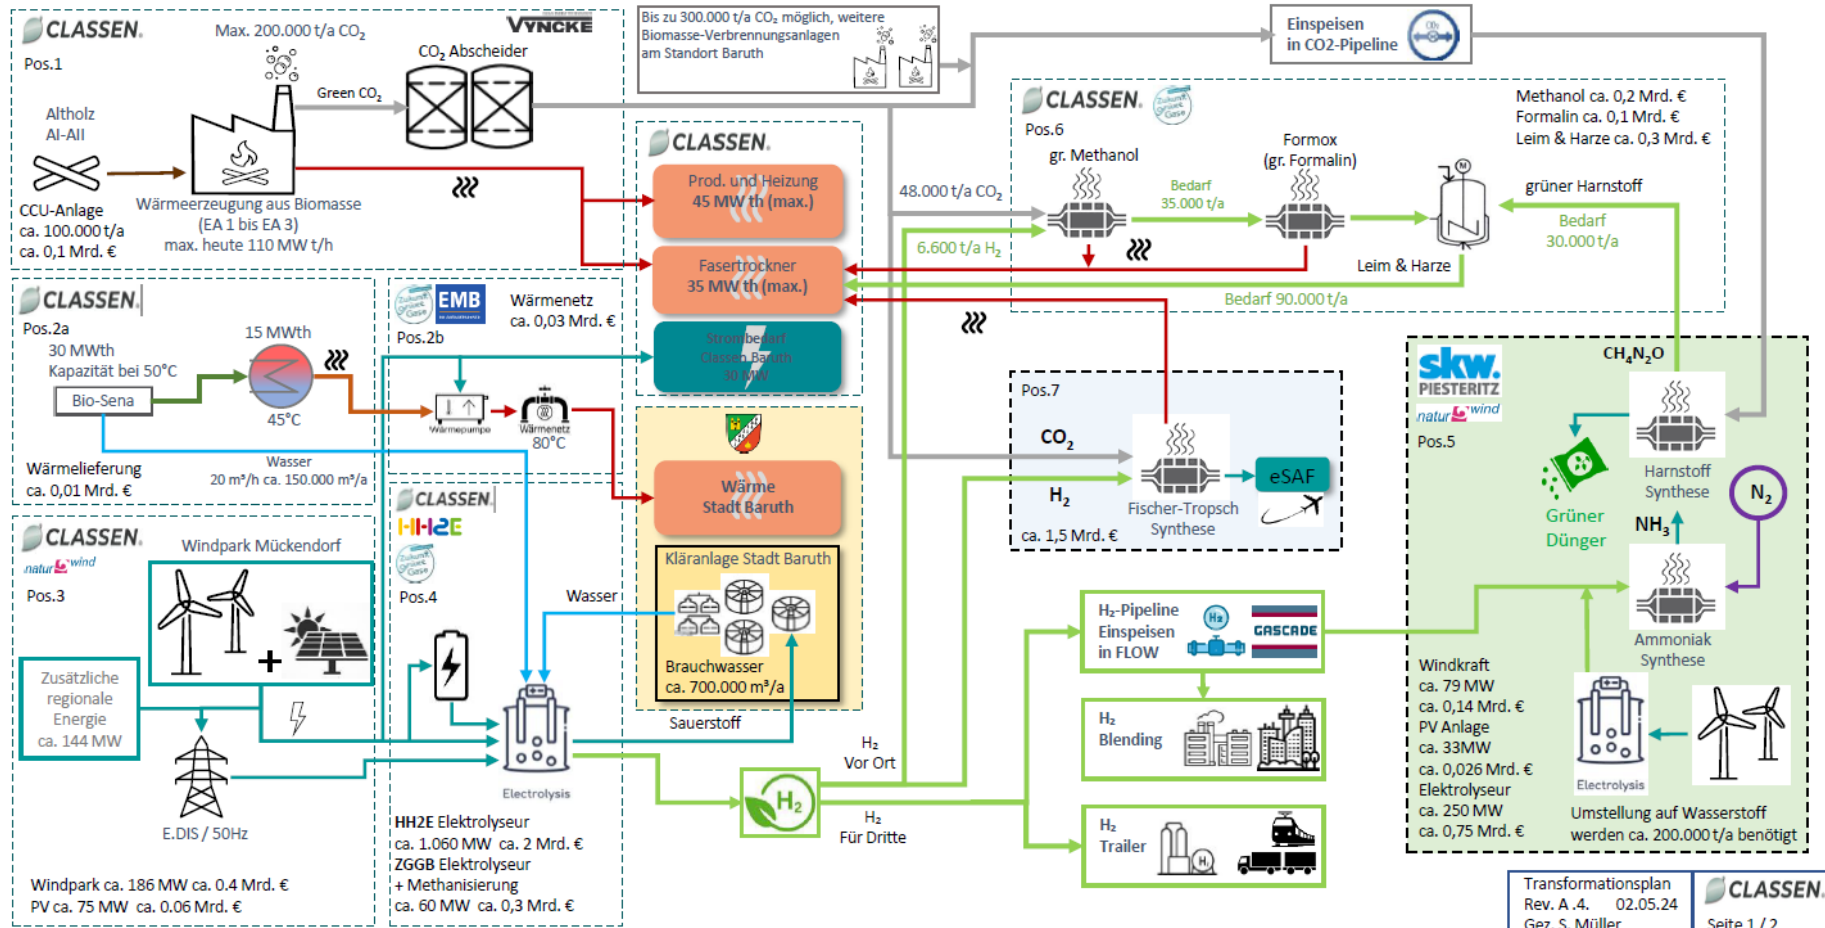 CLASSEN.
Pos.1
Max. 200.000 t/a CO₂
VYNCKE
CO₂ Abscheider
Green CO₂
Altholz
AI-AII
CCU-Anlage
ca. 100.000 t/a
ca. 0,1 Mrd. €
Wärmeerzeugung aus Biomasse
(EA 1 bis EA 3)
max. heute 110 MW t/h
Bis zu 300.000 t/a CO₂ möglich, weitere
Biomasse-Verbrennungsanlagen
am Standort Baruth
Einspeisen
in CO2-Pipeline
CO₂
CLASSEN.
Prod. und Heizung
45 MW th (max.)
Fasertrockner
35 MW th (max.)
Strombedarf
Classen Baruth
30 MW
CLASSEN.
Zukunft
Grünes
Gase
Pos.6
gr. Methanol
Formox
(gr. Formalin)
M
Methanol ca. 0,2 Mrd. €
Formalin ca. 0,1 Mrd. €
Leim & Harze ca. 0,3 Mrd. €
48.000 t/a CO₂
6.600 t/a H₂
Bedarf
35.000 t/a
grüner Harnstoff
Bedarf
30.000 t/a
Leim & Harze
Bedarf 90.000 t/a
CLASSEN.
Pos.2a
30 MWth
Kapazität bei 50°C
Bio-Sena
15 MWth
45°C
Wärmelieferung
ca. 0,01 Mrd. €
Wasser
20 m³/h ca. 150.000 m³/a
EMB
Pos.2b
Wärmenetz
ca. 0,03 Mrd. €
Wärmepumpe
Wärmenetz
80°C
Wärme
Stadt Baruth
Kläranlage Stadt Baruth
Brauchwasser
ca. 700.000 m³/a
Wasser
Sauerstoff
CLASSEN.
natur wind
Pos.3
Windpark Mückendorf
+
Zusätzliche
regionale
Energie
ca. 144 MW
E.DIS / 50Hz
Windpark ca. 186 MW ca. 0.4 Mrd. €
PV ca. 75 MW ca. 0.06 Mrd. €
CLASSEN.
HH2E
Pos.4
Electrolysis
HH2E Elektrolyseur
ca. 1.060 MW ca. 2 Mrd. €
ZGGB Elektrolyseur
+ Methanisierung
ca. 60 MW ca. 0,3 Mrd. €
H₂
H₂
Vor Ort
H₂
Für Dritte
Pos.7
CO₂
H₂
Fischer-Tropsch
Synthese
eSAF
ca. 1,5 Mrd. €
H₂-Pipeline
Einspeisen
in FLOW
H₂
GASCADE
H₂
Blending
H₂
Trailer
skw.
PIESTERITZ
natur wind
Pos.5
CH₄N₂O
Harnstoff
Synthese
Grüner
Dünger
NH₃
N₂
Ammoniak
Synthese
Electrolysis
Windkraft
ca. 79 MW
ca. 0,14 Mrd. €
PV Anlage
ca. 33MW
ca. 0,026 Mrd. €
Elektrolyseur
ca. 250 MW
ca. 0,75 Mrd. €
Umstellung auf Wasserstoff
werden ca. 200.000 t/a benötigt
Transformationsplan
Rev. A .4. 02.05.24
Gez. S. Müller
CLASSEN.
Seite 1 / 2